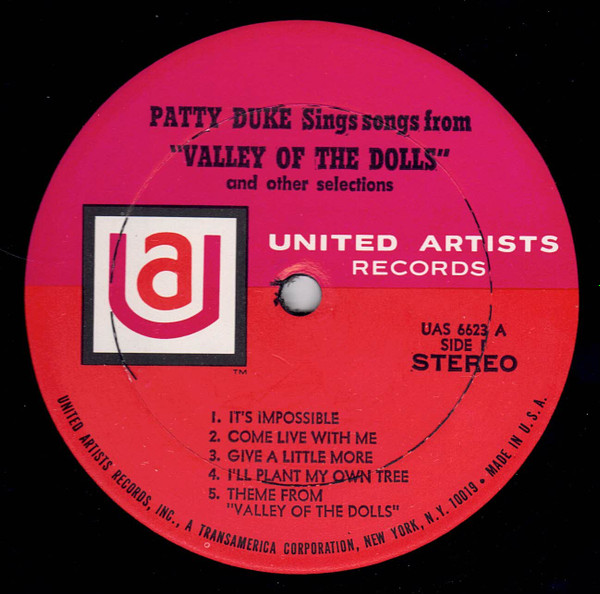 PATTY DUKE Sings songs from
"VALLEY OF THE DOLLS"
and other selections
ua
UNITED ARTISTS
RECORDS
TM
UAS 6623 A
SIDE 1
STEREO
1. IT'S IMPOSSIBLE
2. COME LIVE WITH ME
3. GIVE A LITTLE MORE
4. I'LL PLANT MY OWN TREE
5. THEME FROM
"VALLEY OF THE DOLLS"
UNITED ARTISTS RECORDS, INC., A TRANSAMERICA CORPORATION, NEW YORK, N.Y. 10019 • MADE IN U.S.A.